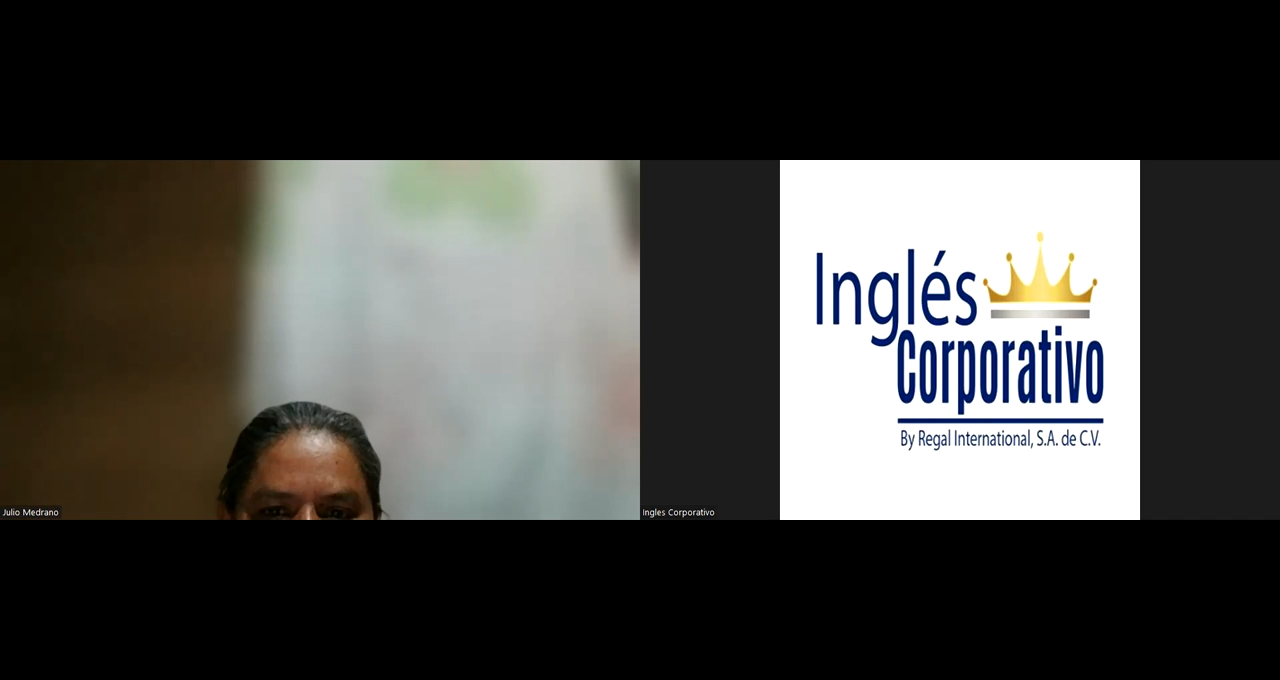 Inglés
Corporativo
By Regal International, S.A. de C.V.
Julio Medrano
Ingles Corporativo